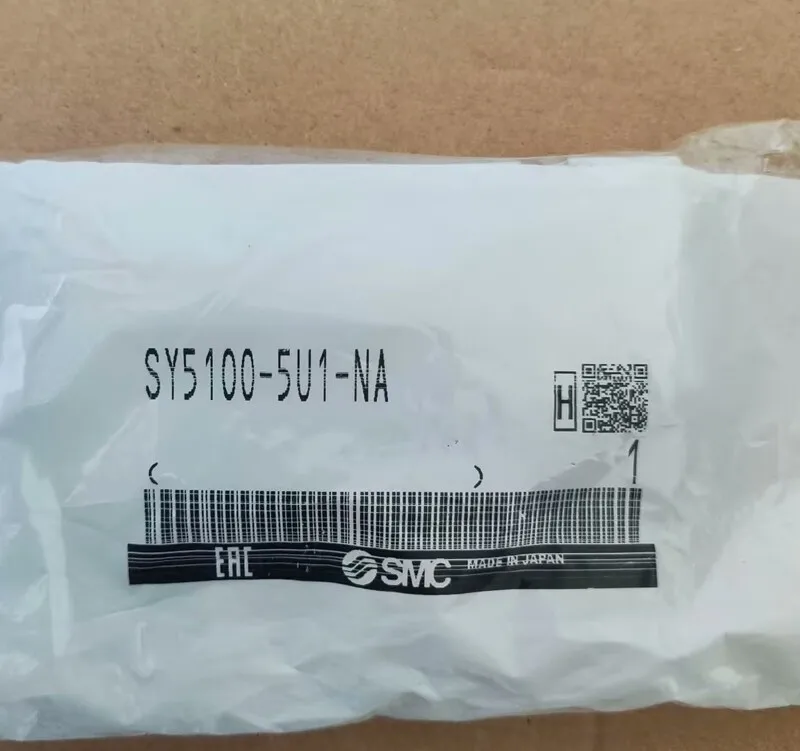 SY5100-5U1-NA
H
( )
1
EAC SMC MADE IN JAPAN